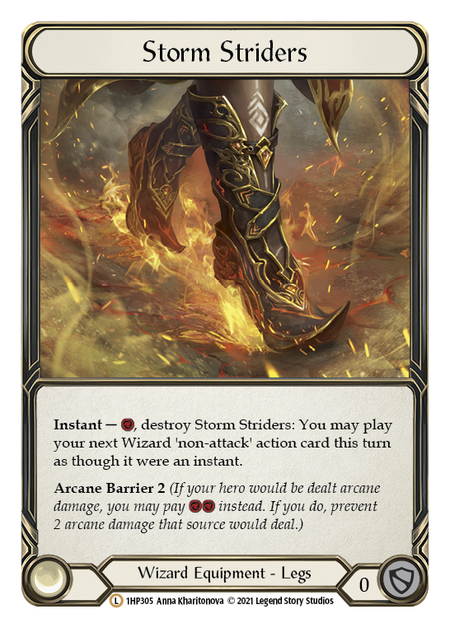 Storm Striders
Instant — , destroy Storm Striders: You may play
your next Wizard 'non-attack' action card this turn
as though it were an instant.
Arcane Barrier 2 (If your hero would be dealt arcane
damage, you may pay instead. If you do, prevent
2 arcane damage that source would deal.)
Wizard Equipment - Legs
0
L 1HP305 Anna Kharitonova © 2021 Legend Story Studios